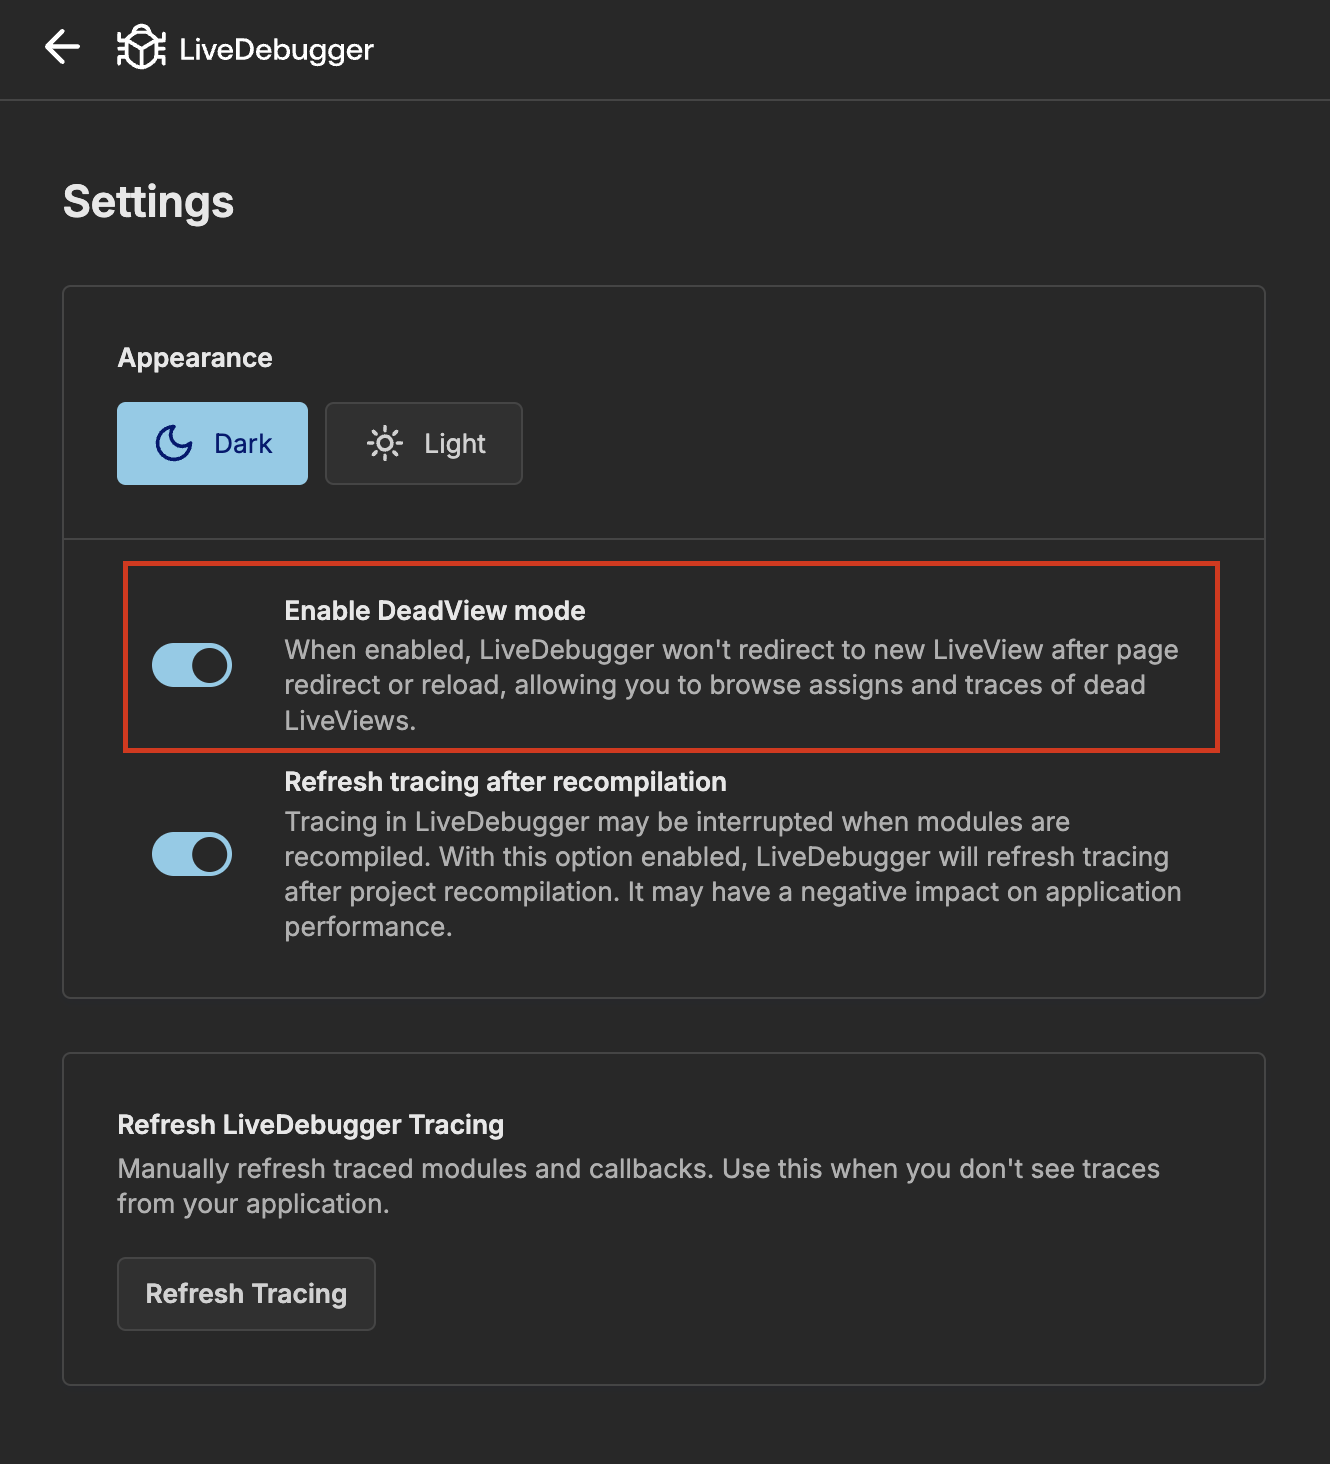 LiveDebugger
Settings
Appearance
Dark
Light
Enable DeadView mode
When enabled, LiveDebugger won't redirect to new LiveView after page
redirect or reload, allowing you to browse assigns and traces of dead
LiveViews.
Refresh tracing after recompilation
Tracing in LiveDebugger may be interrupted when modules are
recompiled. With this option enabled, LiveDebugger will refresh tracing
after project recompilation. It may have a negative impact on application
performance.
Refresh LiveDebugger Tracing
Manually refresh traced modules and callbacks. Use this when you don't see traces
from your application.
Refresh Tracing